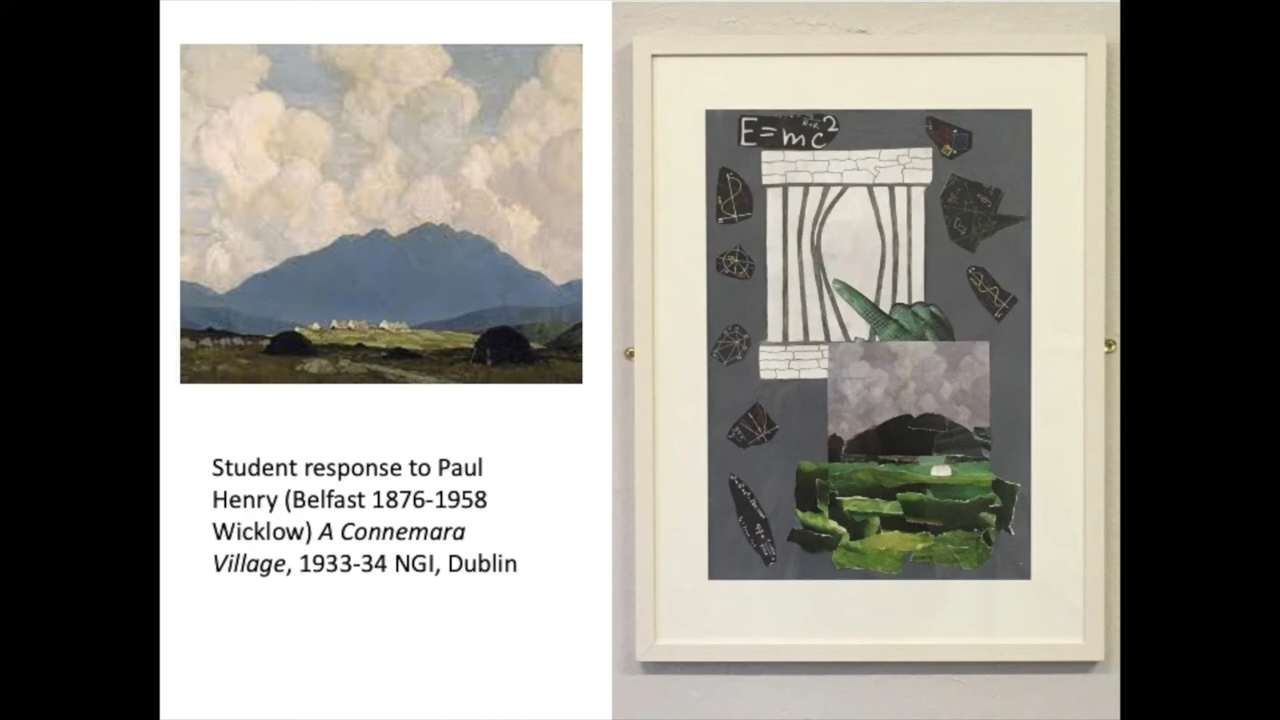 Student response to Paul
Henry (Belfast 1876-1958
Wicklow) A Connemara
Village, 1933-34 NGI, Dublin
E=mc²